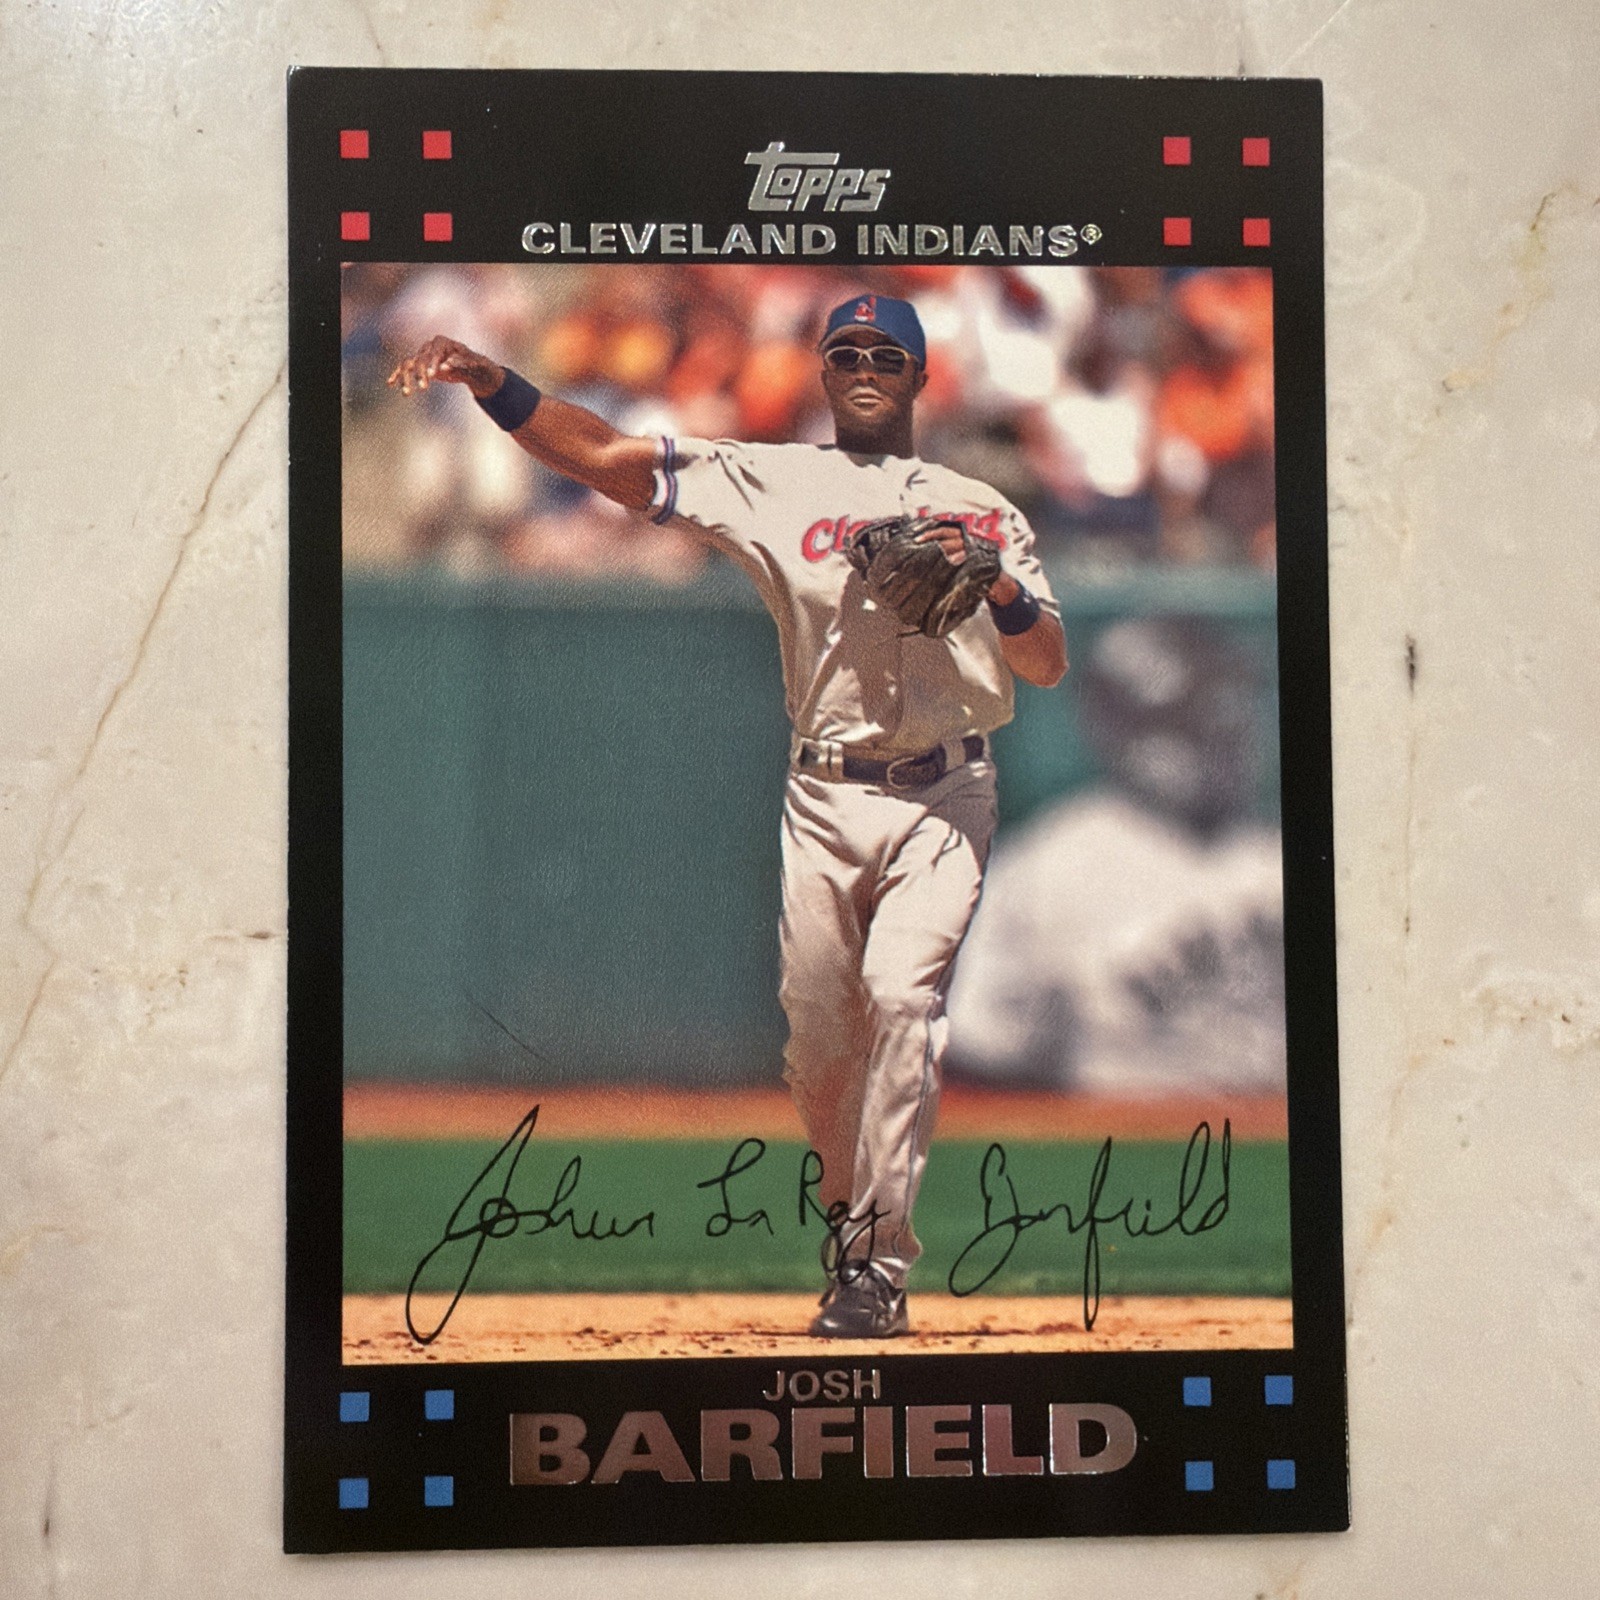 Topps
CLEVELAND INDIANS®
Cleveland
Joshua LaRoy Barfield
JOSH
BARFIELD